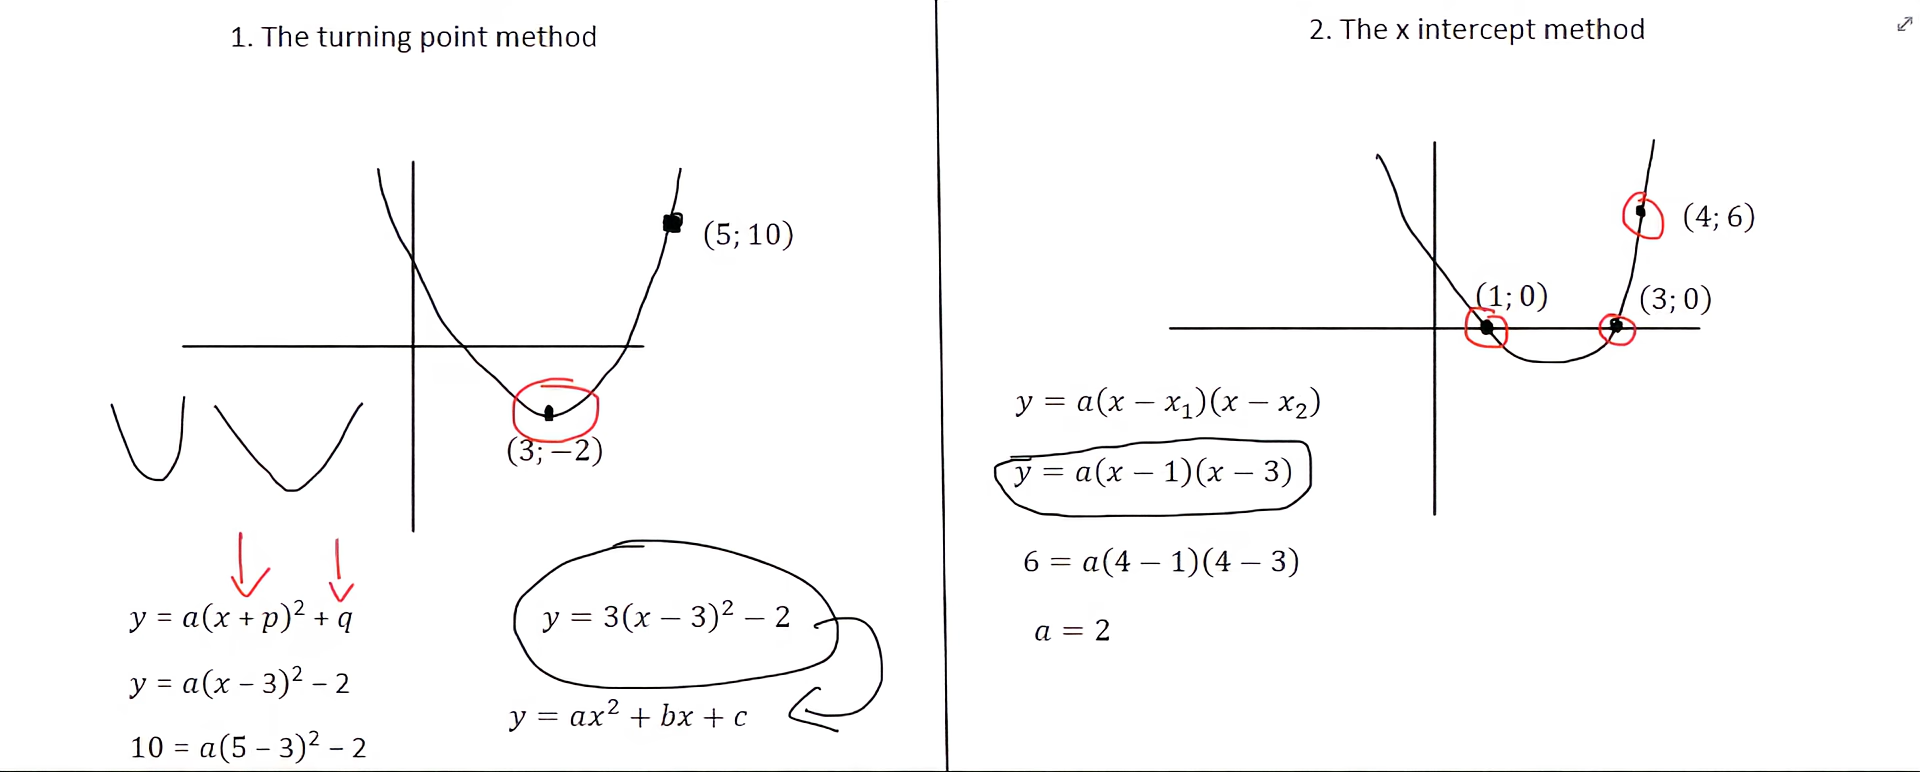 1. The turning point method
(5; 10)
(3; −2)
y = a(x + p)² + q
y = a(x − 3)² − 2
10 = a(5 − 3)² − 2
y = 3(x − 3)² − 2
y = ax² + bx + c
2. The x intercept method
(4; 6)
(1; 0)
(3; 0)
y = a(x − x₁)(x − x₂)
y = a(x − 1)(x − 3)
6 = a(4 − 1)(4 − 3)
a = 2